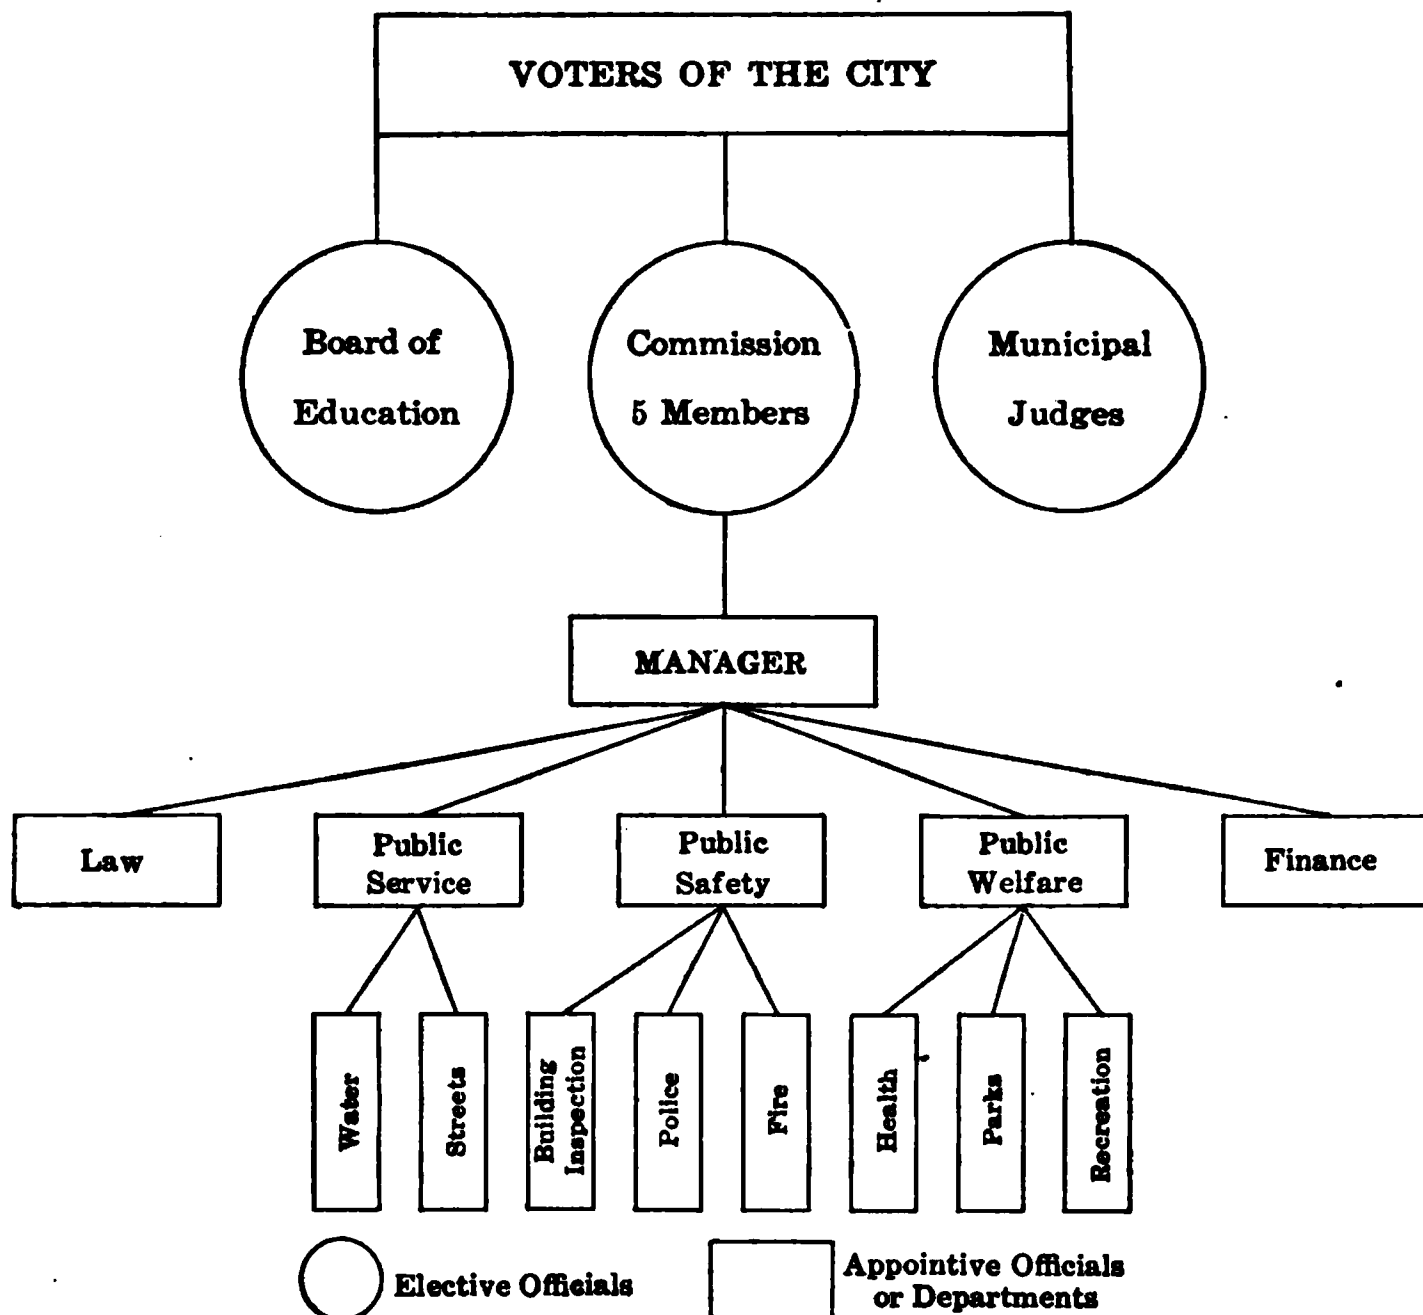 VOTERS OF THE CITY
Board of
Education
Commission
5 Members
Municipal
Judges
MANAGER
Law
Public
Service
Public
Safety
Public
Welfare
Finance
Water
Streets
Building
Inspection
Police
Fire
Health
Parks
Recreation
Elective Officials
Appointive Officials
or Departments